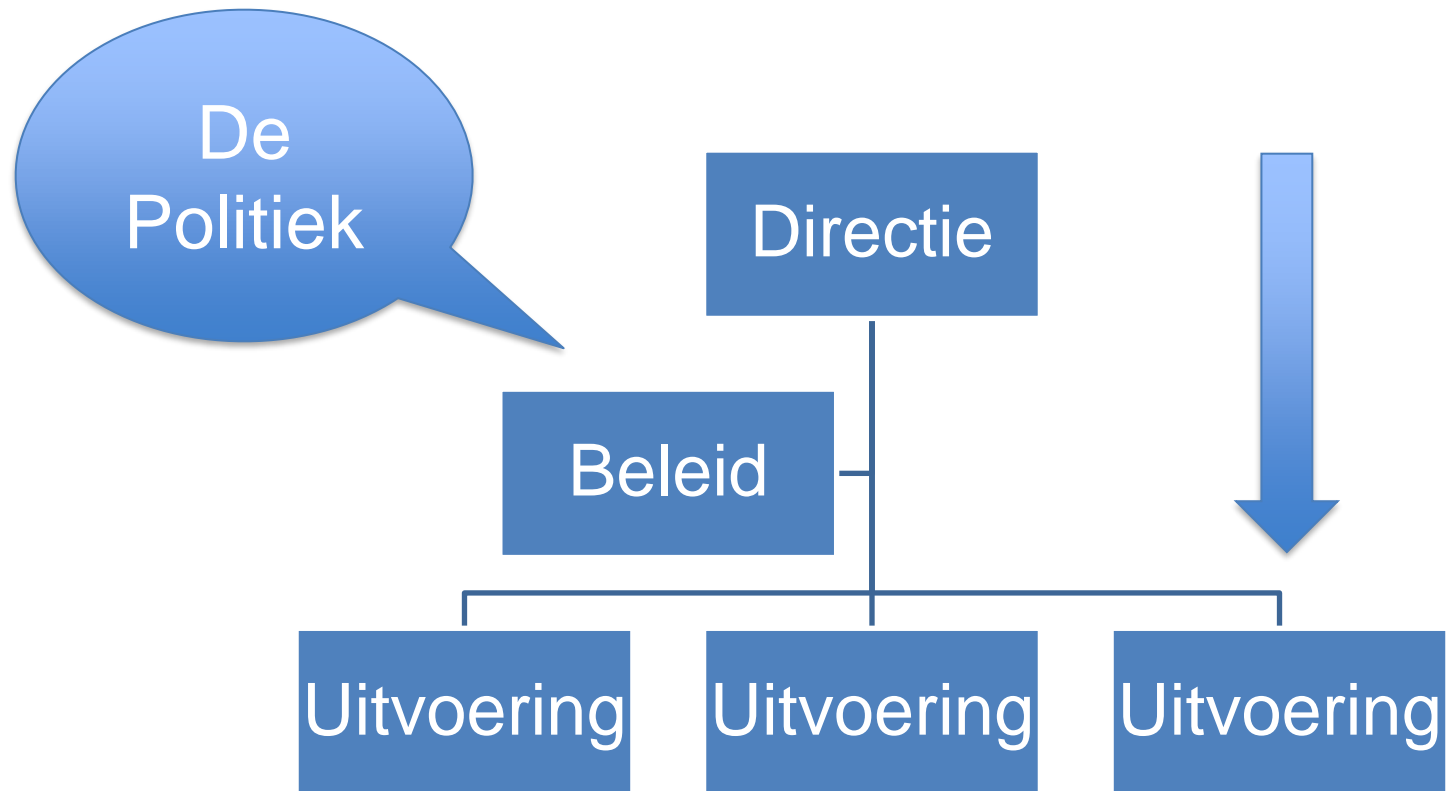 De
Politiek
Directie
Beleid
Uitvoering
Uitvoering
Uitvoering